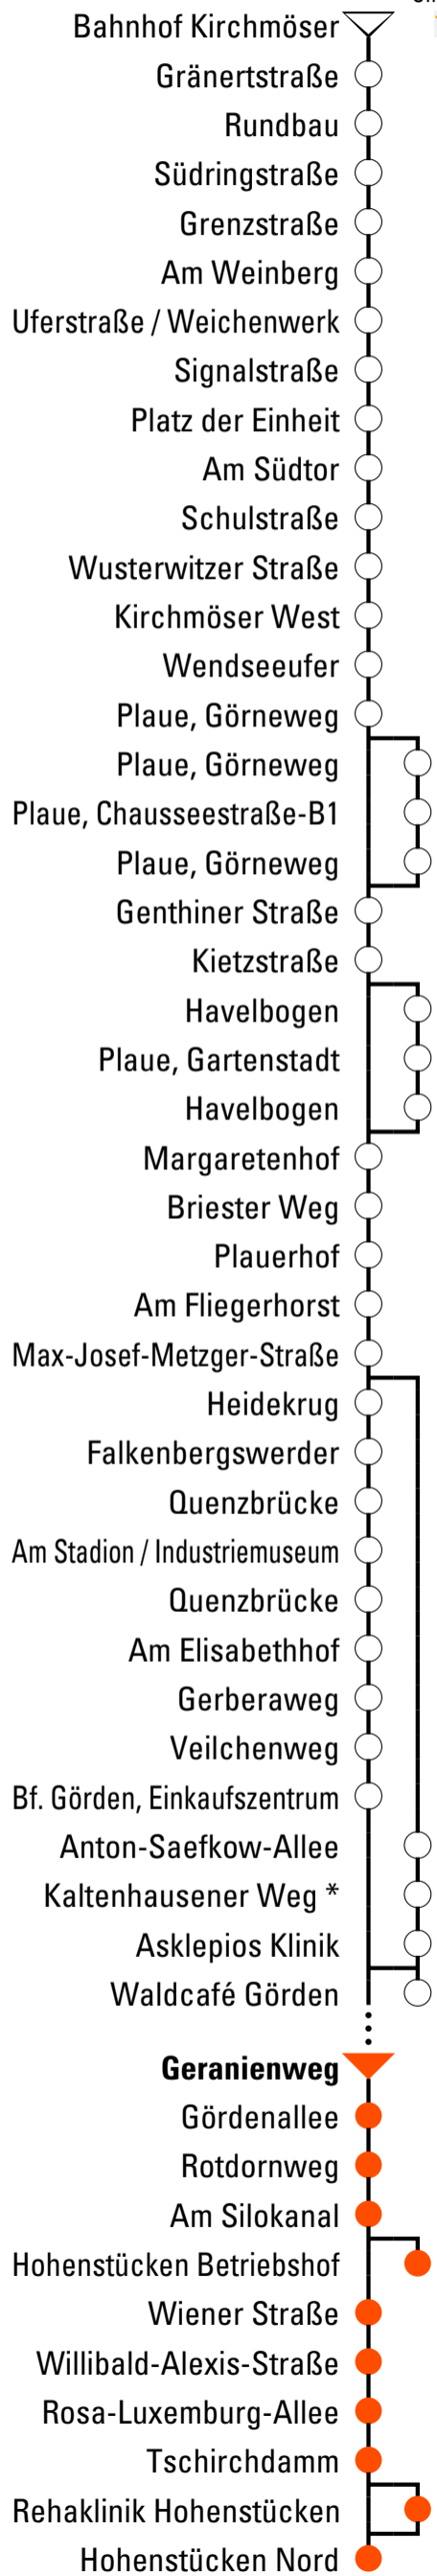 Bahnhof Kirchmöser
Gränertstraße
Rundbau
Südringstraße
Grenzstraße
Am Weinberg
Uferstraße / Weichenwerk
Signalstraße
Platz der Einheit
Am Südtor
Schulstraße
Wusterwitzer Straße
Kirchmöser West
Wendseeufer
Plaue, Görneweg
Plaue, Görneweg
Plaue, Chausseestraße-B1
Plaue, Görneweg
Genthiner Straße
Kietzstraße
Havelbogen
Plaue, Gartenstadt
Havelbogen
Margaretenhof
Briester Weg
Plauerhof
Am Fliegerhorst
Max-Josef-Metzger-Straße
Heidekrug
Falkenbergswerder
Quenzbrücke
Am Stadion / Industriemuseum
Quenzbrücke
Am Elisabethhof
Gerberaweg
Veilchenweg
Bf. Görden, Einkaufszentrum
Anton-Saefkow-Allee
Kaltenhausener Weg *
Asklepios Klinik
Waldcafé Görden
Geranienweg
Gördenallee
Rotdornweg
Am Silokanal
Hohenstücken Betriebshof
Wiener Straße
Willibald-Alexis-Straße
Rosa-Luxemburg-Allee
Tschirchdamm
Rehaklinik Hohenstücken
Hohenstücken Nord